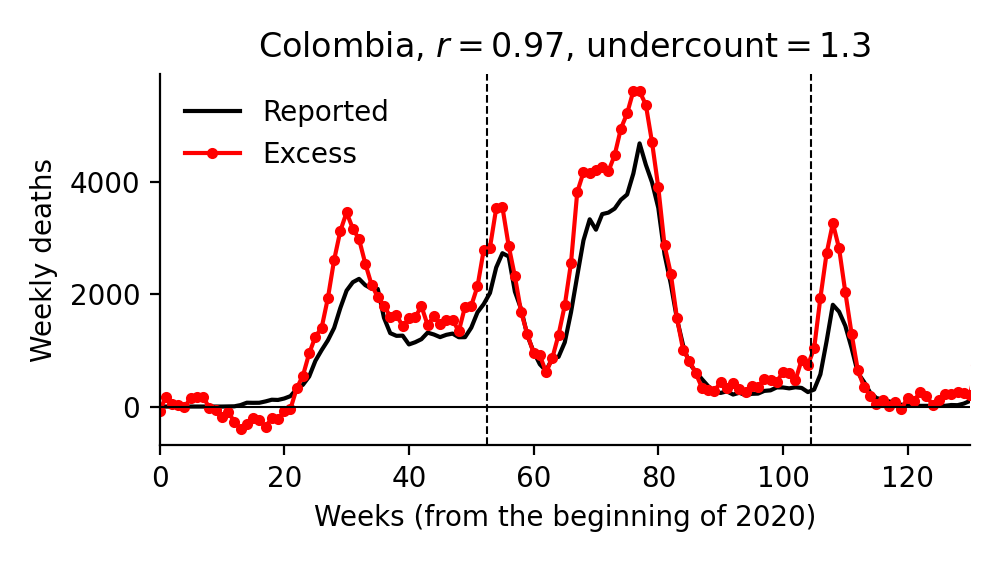 Colombia, r = 0.97, undercount = 1.3
Reported
Excess
Weekly deaths
4000
2000
0
0 20 40 60 80 100 120
Weeks (from the beginning of 2020)